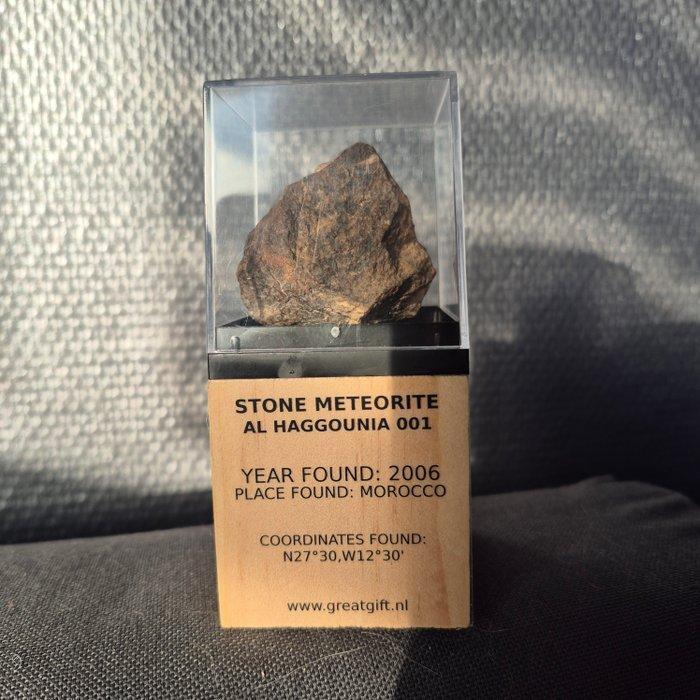 STONE METEORITE
AL HAGGOUNIA 001
YEAR FOUND: 2006
PLACE FOUND: MOROCCO
COORDINATES FOUND:
N27°30,W12°30'
www.greatgift.nl